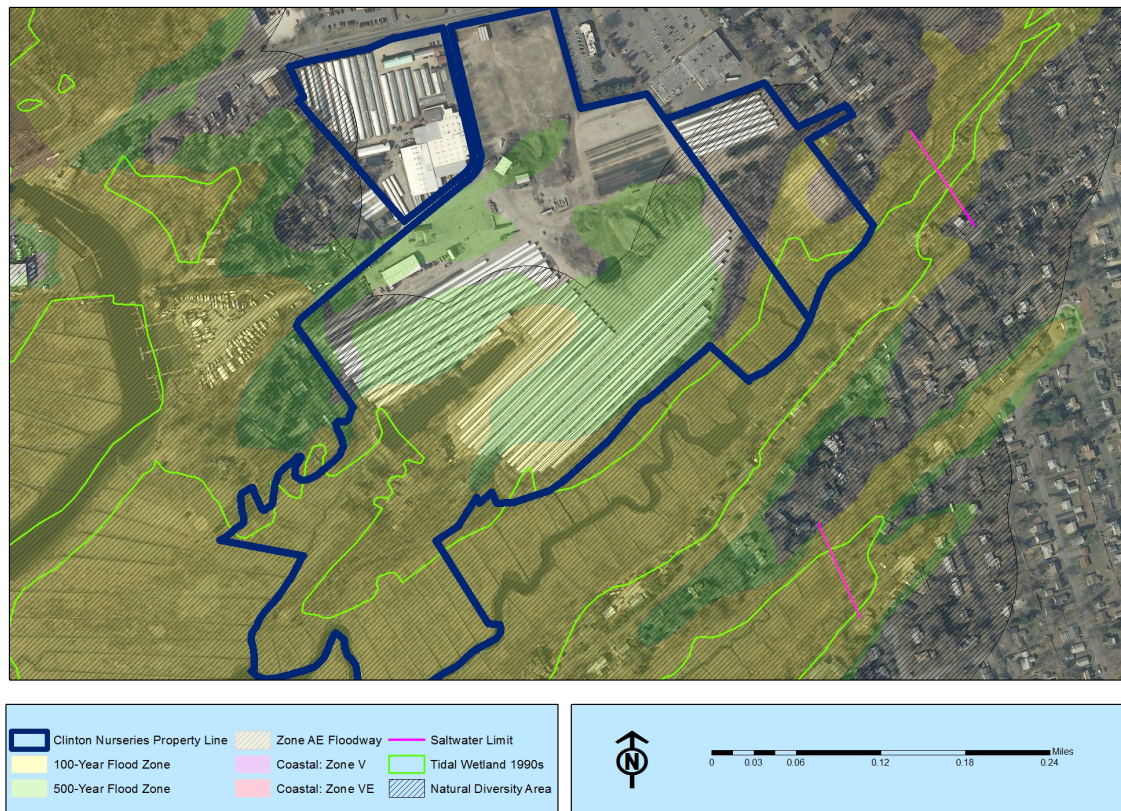 Clinton Nurseries Property Line
100-Year Flood Zone
500-Year Flood Zone
Zone AE Floodway
Coastal: Zone V
Coastal: Zone VE
Saltwater Limit
Tidal Wetland 1990s
Natural Diversity Area
N
Miles
0 0.03 0.06 0.12 0.18 0.24